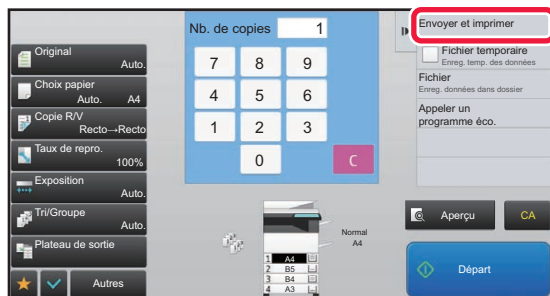 Original
Auto.
Choix papier
Auto. A4
Copie R/V
Recto→Recto
Taux de repro.
100%
Exposition
Auto.
Tri/Groupe
Auto.
Plateau de sortie
Autres
Nb. de copies 1
7 8 9
4 5 6
1 2 3
0 C
Normal
A4
1 A4
2 B5
3 B4
4 A3
Envoyer et imprimer
Fichier temporaire
Enreg. temp. des données
Fichier
Enreg. données dans dossier
Appeler un
programme éco.
Aperçu CA
Départ